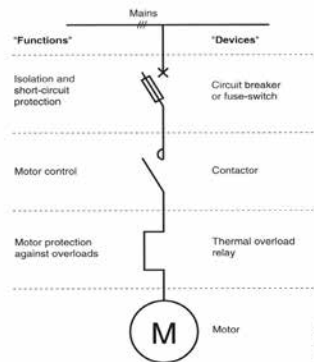 Mains
"Functions"
"Devices"
Isolation and
short-circuit
protection
Circuit breaker
or fuse-switch
Motor control
Contactor
Motor protection
against overloads
Thermal overload
relay
M
Motor